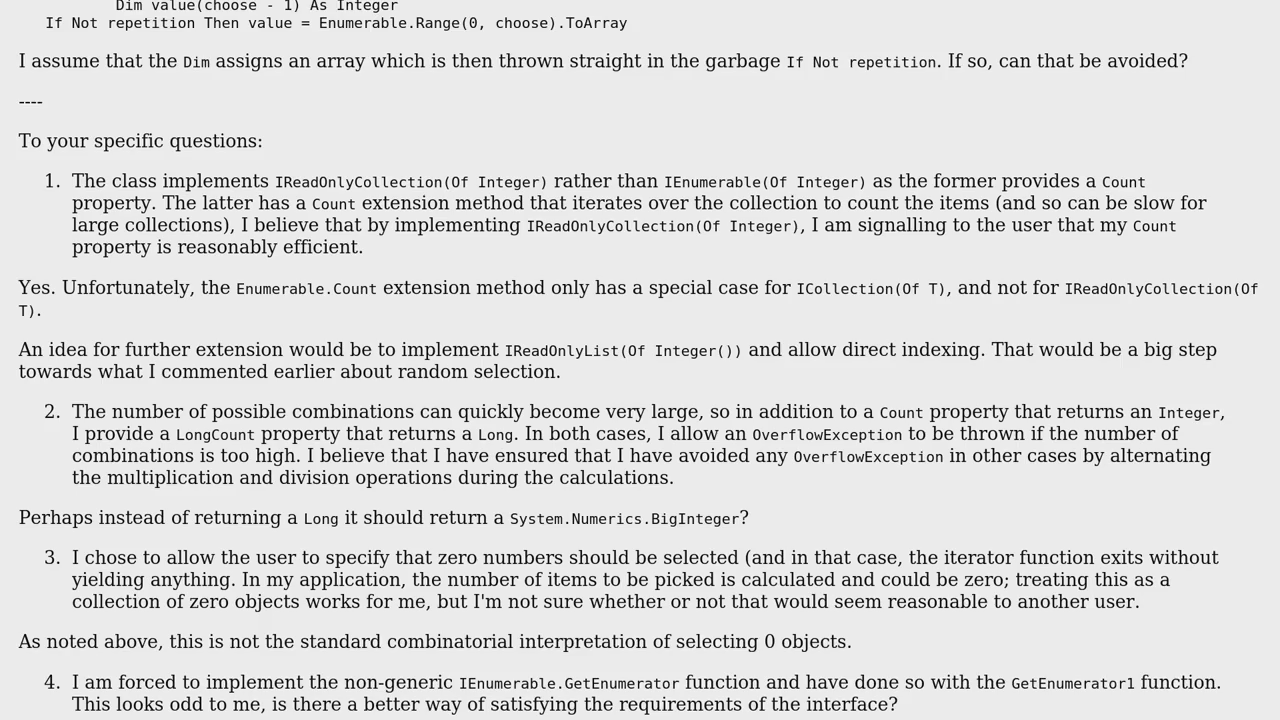 Dim value(choose - 1) As Integer
If Not repetition Then value = Enumerable.Range(0, choose).ToArray
I assume that the Dim assigns an array which is then thrown straight in the garbage If Not repetition. If so, can that be avoided?
----
To your specific questions:
1. The class implements IReadOnlyCollection(Of Integer) rather than IEnumerable(Of Integer) as the former provides a Count
property. The latter has a Count extension method that iterates over the collection to count the items (and so can be slow for
large collections), I believe that by implementing IReadOnlyCollection(Of Integer), I am signalling to the user that my Count
property is reasonably efficient.
Yes. Unfortunately, the Enumerable.Count extension method only has a special case for ICollection(Of T), and not for IReadOnlyCollection(Of
T).
An idea for further extension would be to implement IReadOnlyList(Of Integer()) and allow direct indexing. That would be a big step
towards what I commented earlier about random selection.
2. The number of possible combinations can quickly become very large, so in addition to a Count property that returns an Integer,
I provide a LongCount property that returns a Long. In both cases, I allow an OverflowException to be thrown if the number of
combinations is too high. I believe that I have ensured that I have avoided any OverflowException in other cases by alternating
the multiplication and division operations during the calculations.
Perhaps instead of returning a Long it should return a System.Numerics.BigInteger?
3. I chose to allow the user to specify that zero numbers should be selected (and in that case, the iterator function exits without
yielding anything. In my application, the number of items to be picked is calculated and could be zero; treating this as a
collection of zero objects works for me, but I'm not sure whether or not that would seem reasonable to another user.
As noted above, this is not the standard combinatorial interpretation of selecting 0 objects.
4. I am forced to implement the non-generic IEnumerable.GetEnumerator function and have done so with the GetEnumerator1 function.
This looks odd to me, is there a better way of satisfying the requirements of the interface?